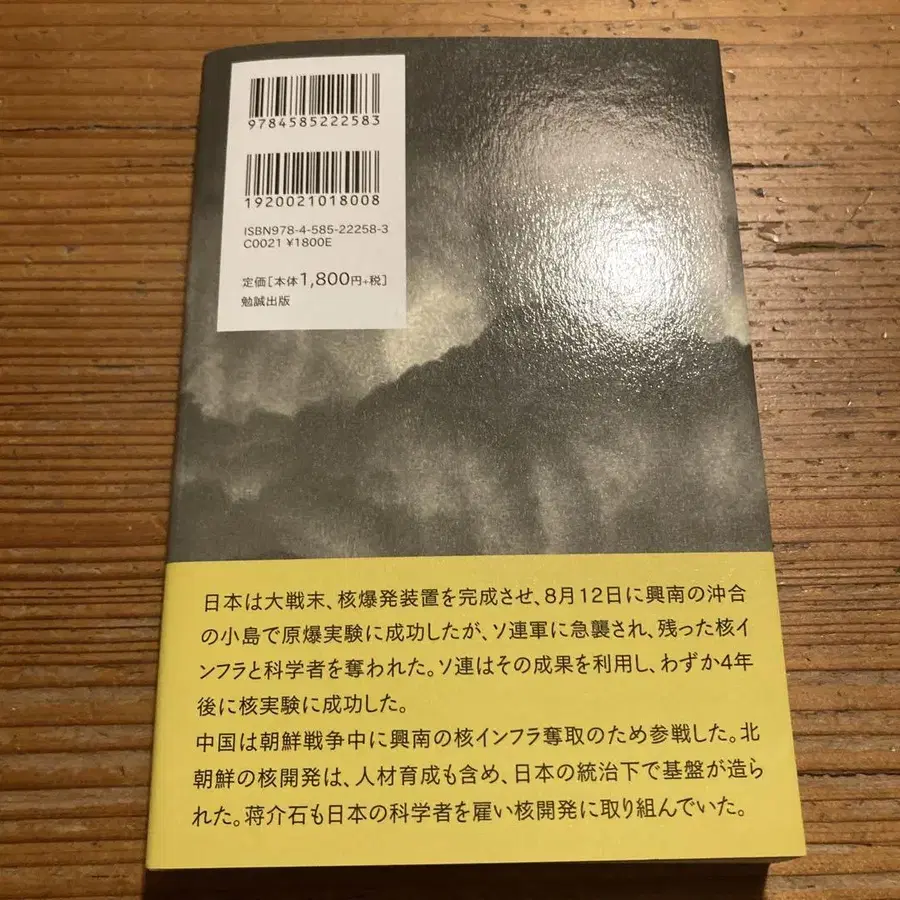 9784585222583
1920021018008
ISBN978-4-585-22258-3
C0021 ¥1800E
定価[本体1,800円+税]
勉誠出版
日本は大戦末、核爆発装置を完成させ、8月12日に興南の沖合
の小島で原爆実験に成功したが、ソ連軍に急襲され、残った核イ
ンフラと科学者を奪われた。ソ連はその成果を利用し、わずか4年
後に核実験に成功した。
中国は朝鮮戦争中に興南の核インフラ奪取のため参戦した。北
朝鮮の核開発は、人材育成も含め、日本の統治下で基盤が造ら
れた。蒋介石も日本の科学者を雇い核開発に取り組んでいた。